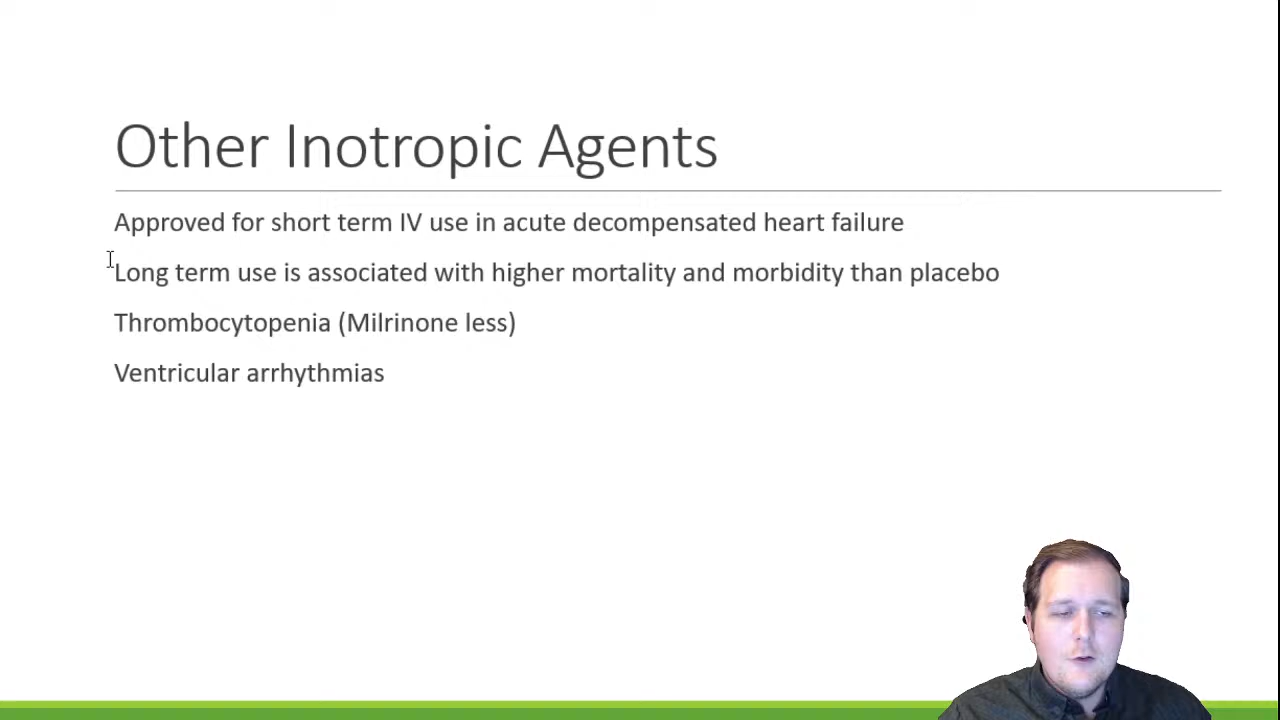 Other Inotropic Agents
Approved for short term IV use in acute decompensated heart failure
Long term use is associated with higher mortality and morbidity than placebo
Thrombocytopenia (Milrinone less)
Ventricular arrhythmias